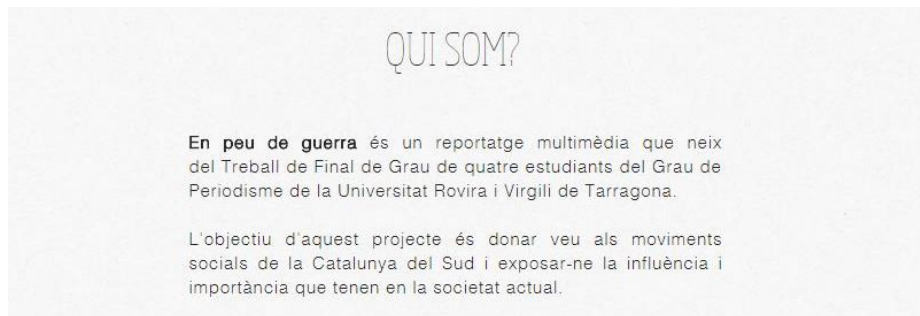 QUI SOM?
En peu de guerra és un reportatge multimèdia que neix
del Treball de Final de Grau de quatre estudiants del Grau de
Periodisme de la Universitat Rovira i Virgili de Tarragona.
L'objectiu d'aquest projecte és donar veu als moviments
socials de la Catalunya del Sud i exposar-ne la influència i
importància que tenen en la societat actual.